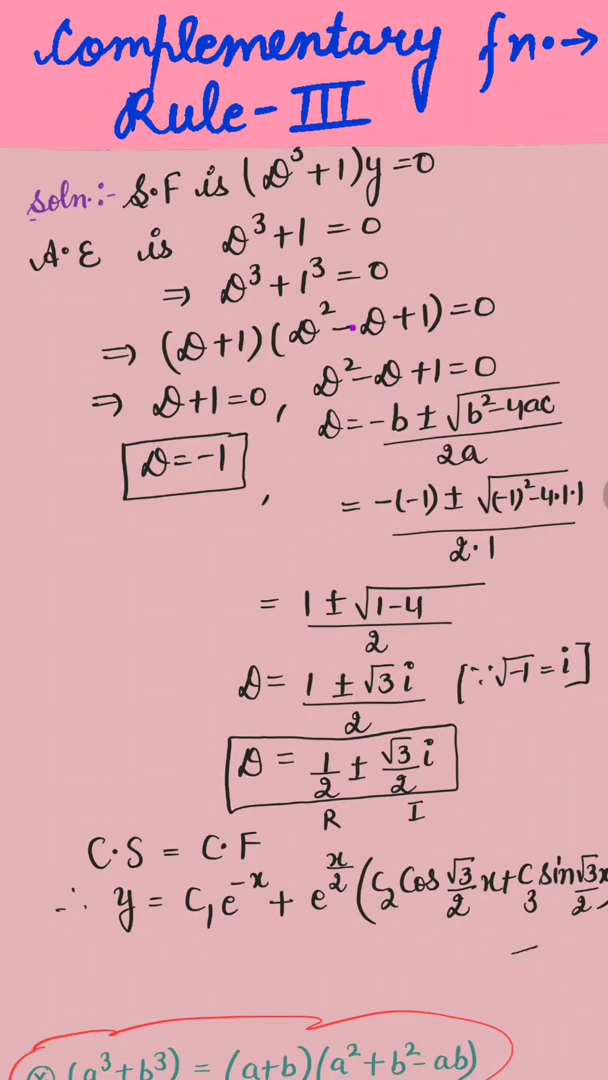 Complementary fn.→
Rule-III
Soln:- S.F is (D³+1)y=0
A.E is D³+1=0
⇒ D³+1³=0
⇒ (D+1)(D²-D+1)=0
⇒ D+1=0, D²-D+1=0
D=-1, D=(-b±√(b²-4ac))/2a
= (-(-1)±√((-1)²-4·1·1))/2·1
= (1±√(1-4))/2
D= (1±√3i)/2 [∵√-1=i]
D = 1/2 ± √3/2 i
R I
C.S = C.F
∴ y = C₁e^(-x) + e^(x/2) (C₂ Cos √3/2 x + C₃ sin √3/2 x)
(*) (a³+b³) = (a+b)(a²+b²-ab)